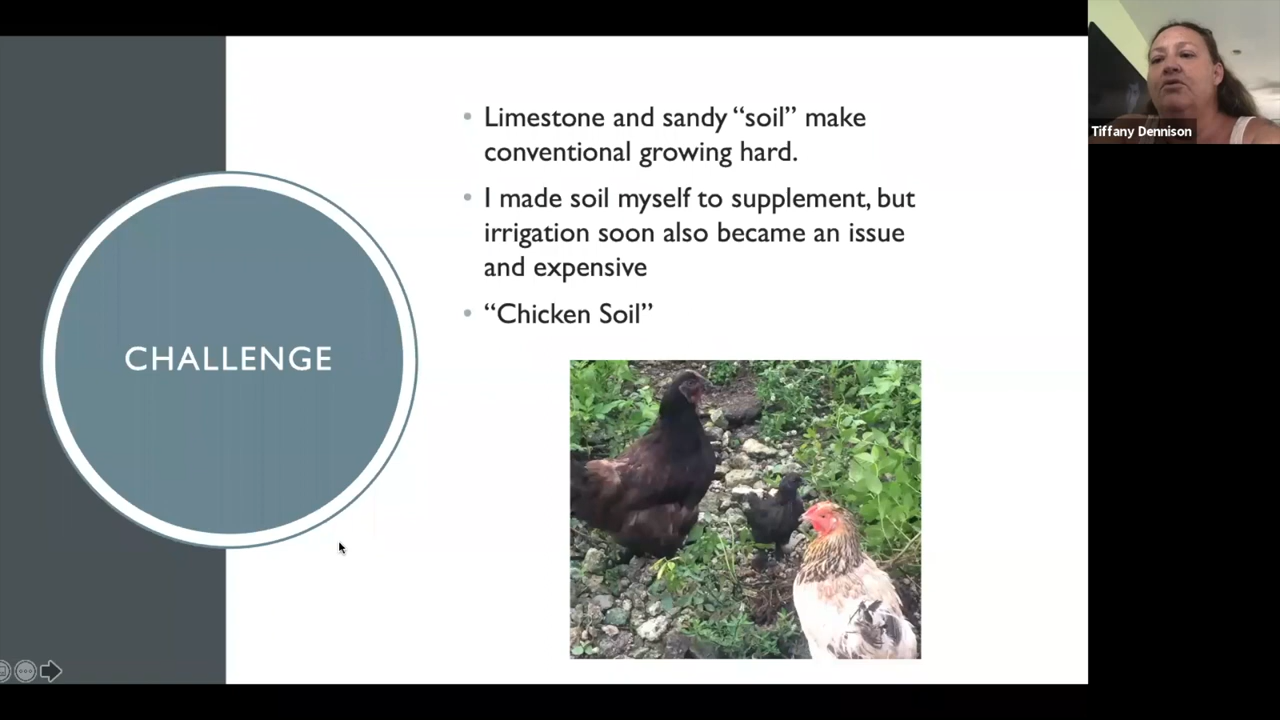 CHALLENGE
Limestone and sandy “soil” make
conventional growing hard.
I made soil myself to supplement, but
irrigation soon also became an issue
and expensive
“Chicken Soil”
Tiffany Dennison